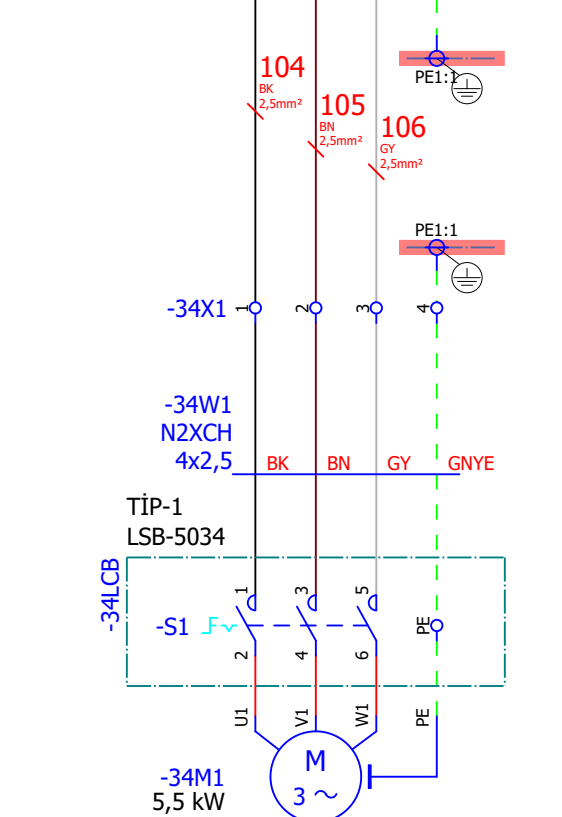 104
BK
2,5mm²
PE1:1
105
BN
2,5mm²
106
GY
2,5mm²
PE1:1
-34X1
1
2
3
4
-34W1
N2XCH
4x2,5
BK
BN
GY
GNYE
TİP-1
LSB-5034
-34LCB
1
3
5
-S1
PE
2
4
6
U1
V1
W1
PE
M
3 ~
-34M1
5,5 kW